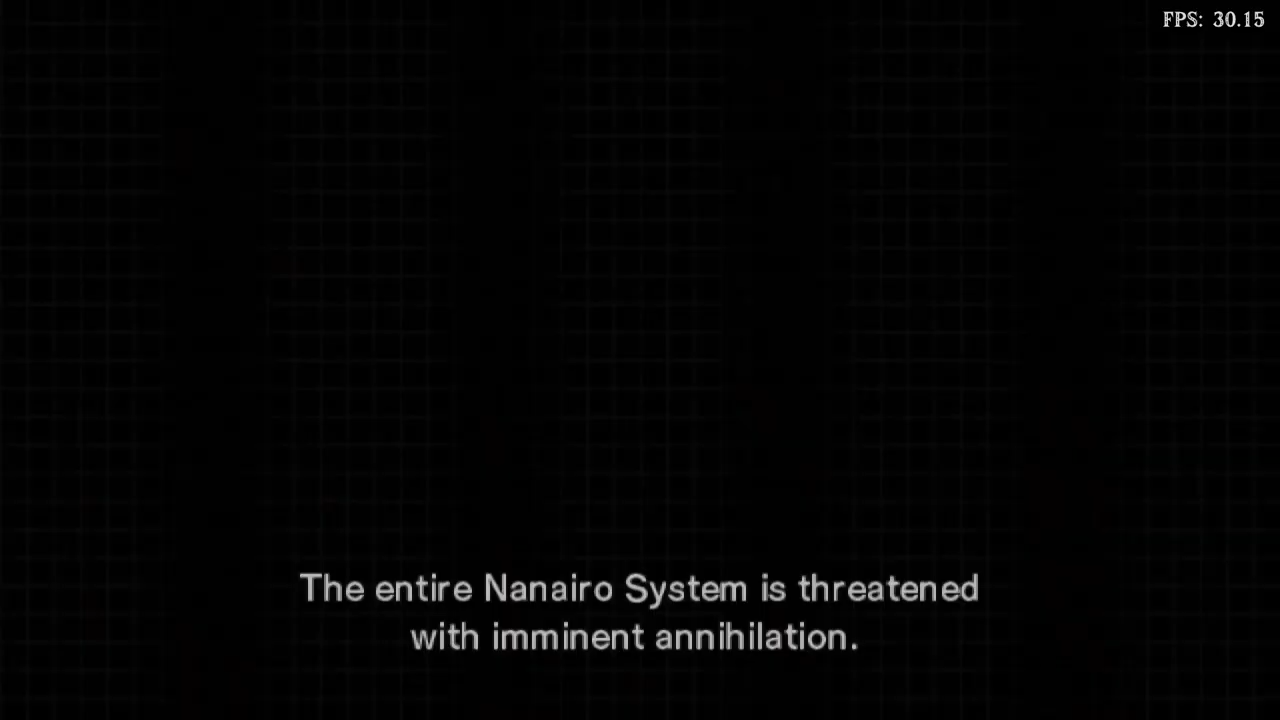 FPS: 30.15
The entire Nanairo System is threatened
with imminent annihilation.